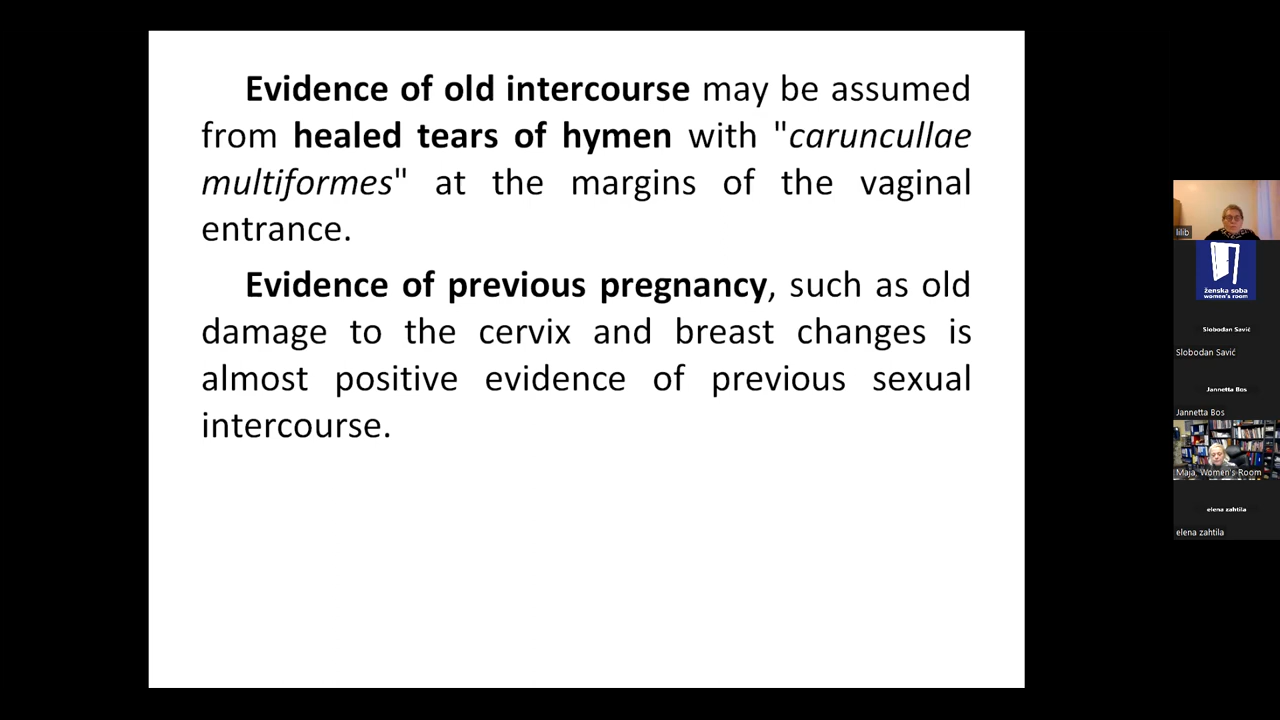 Evidence of old intercourse may be assumed
from healed tears of hymen with "caruncullae
multiformes" at the margins of the vaginal
entrance.
Evidence of previous pregnancy, such as old
damage to the cervix and breast changes is
almost positive evidence of previous sexual
intercourse.
lilib
ženska soba
women's room
Slobodan Savić
Slobodan Savić
Jannetta Bos
Jannetta Bos
Maja, Women's Room
elena zahtila
elena zahtila